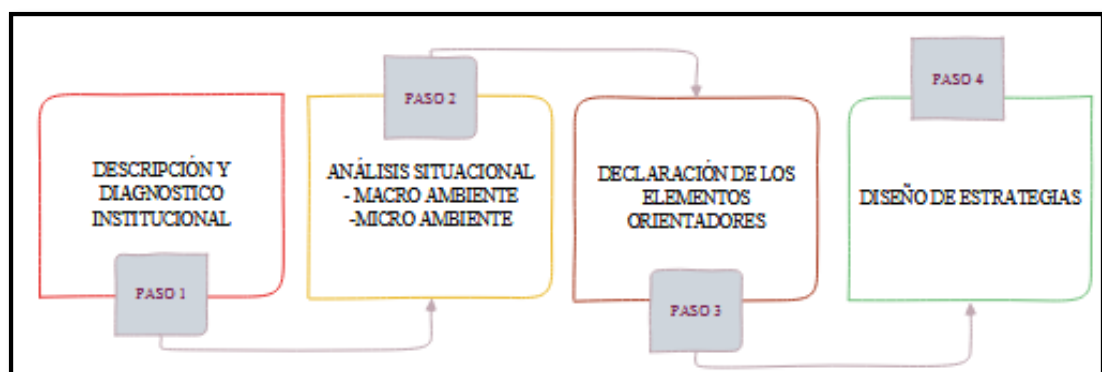 DESCRIPCIÓN Y
DIAGNOSTICO
INSTITUCIONAL
PASO 1
PASO 2
ANÁLISIS SITUACIONAL
- MACRO AMBIENTE
-MICRO AMBIENTE
DECLARACIÓN DE LOS
ELEMENTOS
ORIENTADORES
PASO 3
PASO 4
DISEÑO DE ESTRATEGIAS